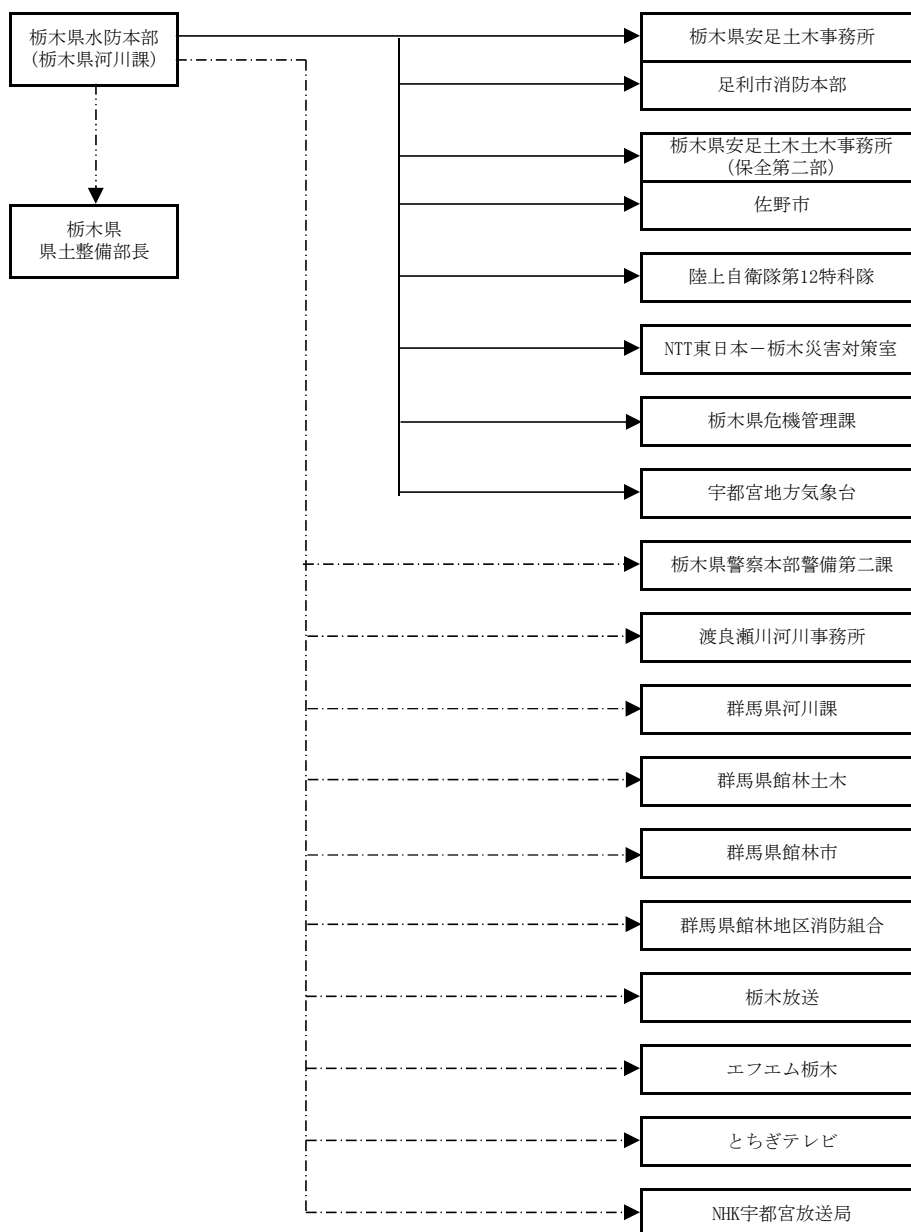 栃木県水防本部
(栃木県河川課)
栃木県
県土整備部長
栃木県安足土木事務所
足利市消防本部
栃木県安足土木土木事務所
(保全第二部)
佐野市
陸上自衛隊第12特科隊
NTT東日本－栃木災害対策室
栃木県危機管理課
宇都宮地方気象台
栃木県警察本部警備第二課
渡良瀬川河川事務所
群馬県河川課
群馬県館林土木
群馬県館林市
群馬県館林地区消防組合
栃木放送
エフエム栃木
とちぎテレビ
NHK宇都宮放送局